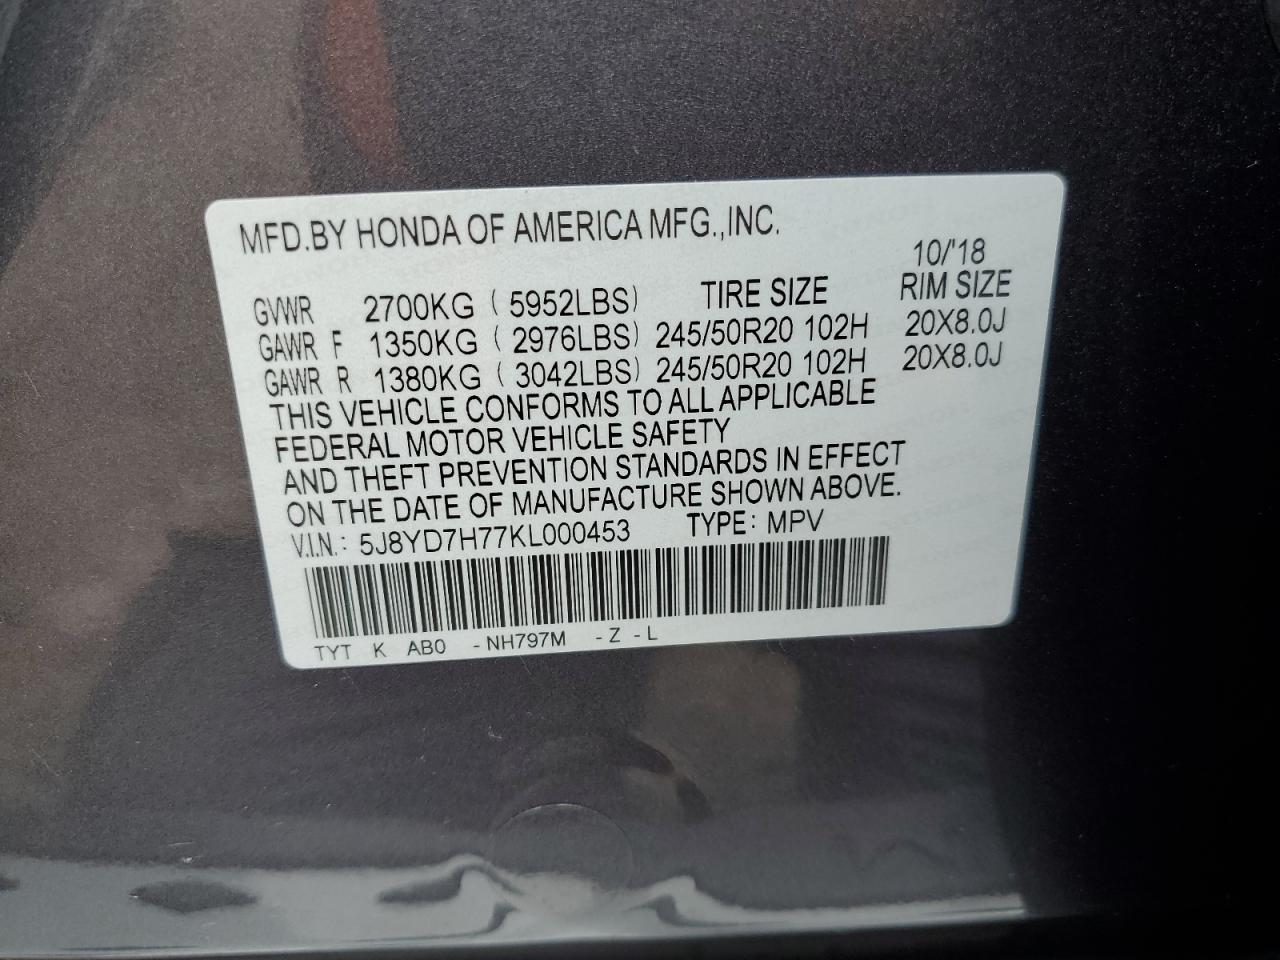 MFD.BY HONDA OF AMERICA MFG.,INC.
10/'18
GVWR 2700KG ( 5952LBS) TIRE SIZE RIM SIZE
GAWR F 1350KG ( 2976LBS) 245/50R20 102H 20X8.0J
GAWR R 1380KG ( 3042LBS) 245/50R20 102H 20X8.0J
THIS VEHICLE CONFORMS TO ALL APPLICABLE
FEDERAL MOTOR VEHICLE SAFETY
AND THEFT PREVENTION STANDARDS IN EFFECT
ON THE DATE OF MANUFACTURE SHOWN ABOVE.
V.I.N.: 5J8YD7H77KL000453 TYPE: MPV
TYT K AB0 -NH797M -Z -L